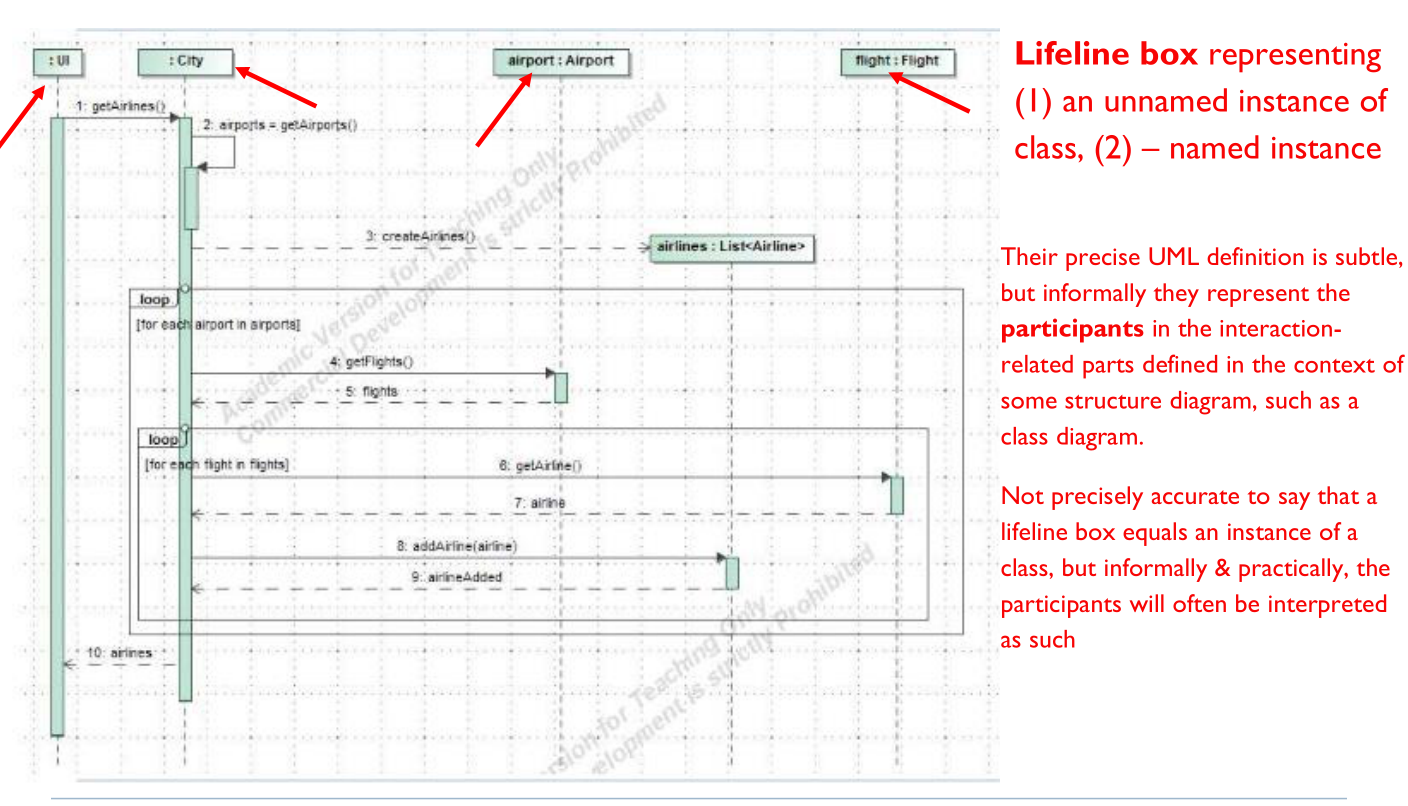 : UI
: City
airport : Airport
flight : Flight
1: getAirlines()
2: airports = getAirports()
3: createAirlines()
airlines : List<Airline>
loop
[for each airport in airports]
4: getFlights()
5: flights
loop
[for each flight in flights]
6: getAirline()
7: airline
8: addAirline(airline)
9: airlineAdded
10: airlines
Academic Version for Teaching Only
Commercial Development is strictly Prohibited
rsion for Teaching Only
elopment is strictly Prohibited
Lifeline box representing
(1) an unnamed instance of
class, (2) – named instance
Their precise UML definition is subtle,
but informally they represent the
participants in the interaction-
related parts defined in the context of
some structure diagram, such as a
class diagram.
Not precisely accurate to say that a
lifeline box equals an instance of a
class, but informally & practically, the
participants will often be interpreted
as such